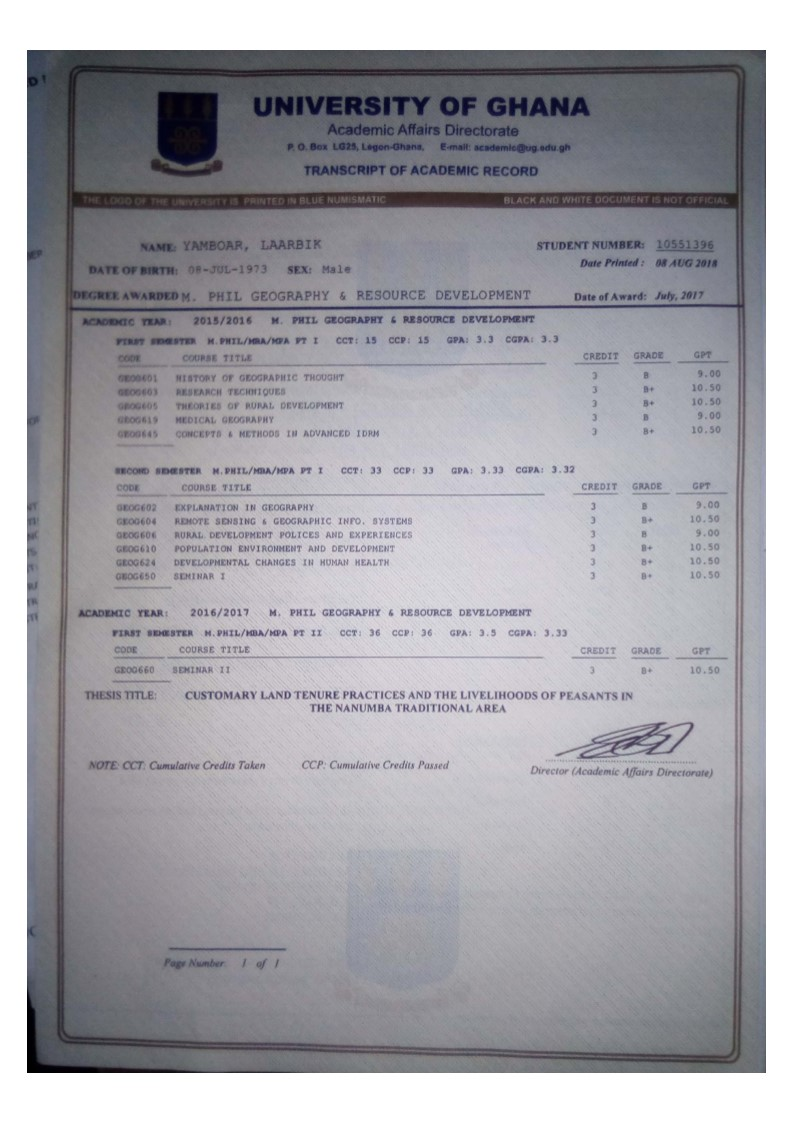 UNIVERSITY OF GHANA
Academic Affairs Directorate
P. O. Box LG25, Legon-Ghana, E-mail: academic@ug.edu.gh
TRANSCRIPT OF ACADEMIC RECORD
THE LOGO OF THE UNIVERSITY IS PRINTED IN BLUE NUMISMATIC BLACK AND WHITE DOCUMENT IS NOT OFFICIAL
NAME: YAMBOAR, LAARBIK STUDENT NUMBER: 10551396
Date Printed : 08 AUG 2018
DATE OF BIRTH: 08-JUL-1973 SEX: Male
DEGREE AWARDED M. PHIL GEOGRAPHY & RESOURCE DEVELOPMENT Date of Award: July, 2017
ACADEMIC YEAR: 2015/2016 M. PHIL GEOGRAPHY & RESOURCE DEVELOPMENT
FIRST SEMESTER M.PHIL/MBA/MPA PT I CCT: 15 CCP: 15 GPA: 3.3 CGPA: 3.3
CODE COURSE TITLE CREDIT GRADE GPT
GEOG601 HISTORY OF GEOGRAPHIC THOUGHT 3 B 9.00
GEOG603 RESEARCH TECHNIQUES 3 B+ 10.50
GEOG605 THEORIES OF RURAL DEVELOPMENT 3 B+ 10.50
GEOG619 MEDICAL GEOGRAPHY 3 B 9.00
GEOG645 CONCEPTS & METHODS IN ADVANCED IDRM 3 B+ 10.50
SECOND SEMESTER M.PHIL/MBA/MPA PT I CCT: 33 CCP: 33 GPA: 3.33 CGPA: 3.32
CODE COURSE TITLE CREDIT GRADE GPT
GEOG602 EXPLANATION IN GEOGRAPHY 3 B 9.00
GEOG604 REMOTE SENSING & GEOGRAPHIC INFO. SYSTEMS 3 B+ 10.50
GEOG606 RURAL DEVELOPMENT POLICES AND EXPERIENCES 3 B 9.00
GEOG610 POPULATION ENVIRONMENT AND DEVELOPMENT 3 B+ 10.50
GEOG624 DEVELOPMENTAL CHANGES IN HUMAN HEALTH 3 B+ 10.50
GEOG650 SEMINAR I 3 B+ 10.50
ACADEMIC YEAR: 2016/2017 M. PHIL GEOGRAPHY & RESOURCE DEVELOPMENT
FIRST SEMESTER M.PHIL/MBA/MPA PT II CCT: 36 CCP: 36 GPA: 3.5 CGPA: 3.33
CODE COURSE TITLE CREDIT GRADE GPT
GEOG660 SEMINAR II 3 B+ 10.50
THESIS TITLE: CUSTOMARY LAND TENURE PRACTICES AND THE LIVELIHOODS OF PEASANTS IN
THE NANUMBA TRADITIONAL AREA
NOTE: CCT: Cumulative Credits Taken CCP: Cumulative Credits Passed
Director (Academic Affairs Directorate)
Page Number: 1 of 1